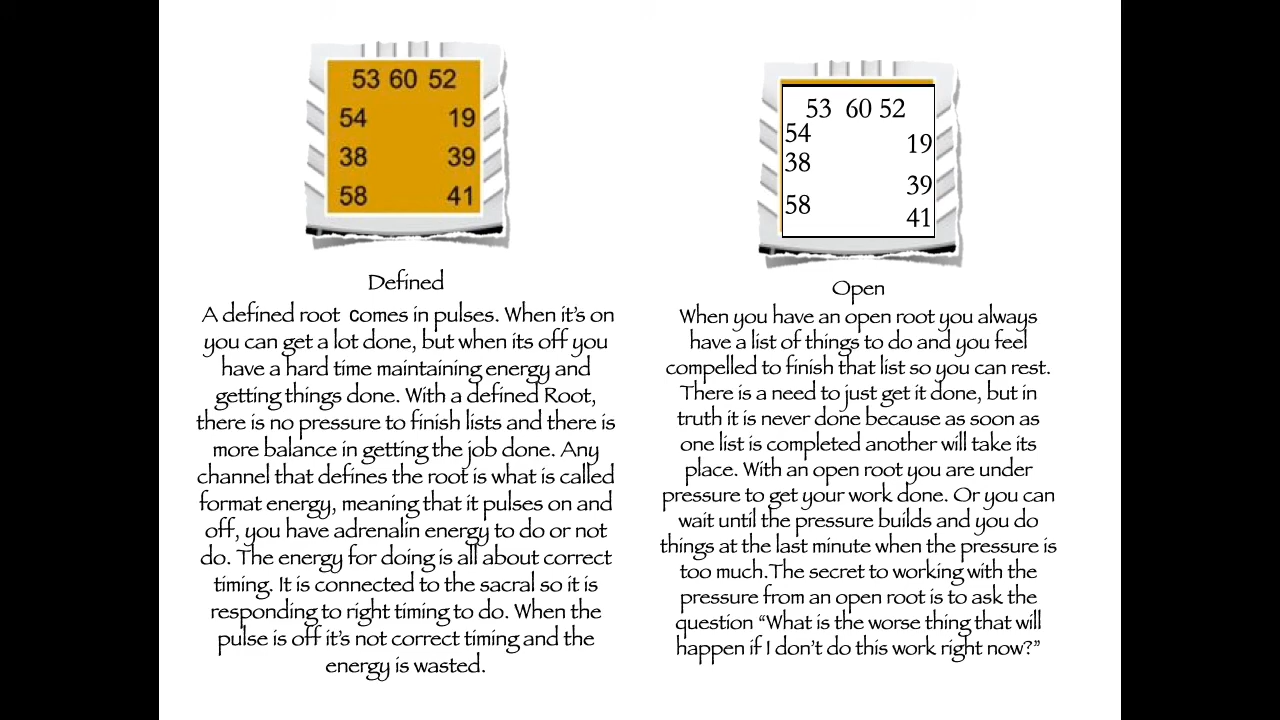 53 60 52
54 19
38 39
58 41
Defined
A defined root comes in pulses. When it's on
you can get a lot done, but when its off you
have a hard time maintaining energy and
getting things done. With a defined Root,
there is no pressure to finish lists and there is
more balance in getting the job done. Any
channel that defines the root is what is called
format energy, meaning that it pulses on and
off, you have adrenalin energy to do or not
do. The energy for doing is all about correct
timing. It is connected to the sacral so it is
responding to right timing to do. When the
pulse is off it's not correct timing and the
energy is wasted.
53 60 52
54
19
38
39
58
41
Open
When you have an open root you always
have a list of things to do and you feel
compelled to finish that list so you can rest.
There is a need to just get it done, but in
truth it is never done because as soon as
one list is completed another will take its
place. With an open root you are under
pressure to get your work done. Or you can
wait until the pressure builds and you do
things at the last minute when the pressure is
too much.The secret to working with the
pressure from an open root is to ask the
question “What is the worse thing that will
happen if I don't do this work right now?”